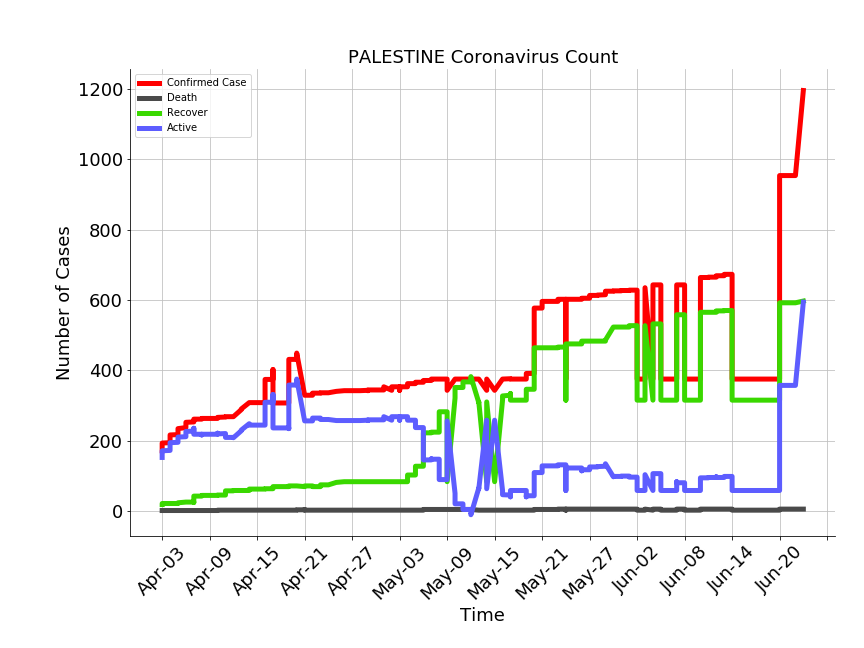 PALESTINE Coronavirus Count
Confirmed Case
Death
Recover
Active
Number of Cases
1200
1000
800
600
400
200
0
Apr-03
Apr-09
Apr-15
Apr-21
Apr-27
May-03
May-09
May-15
May-21
May-27
Jun-02
Jun-08
Jun-14
Jun-20
Time